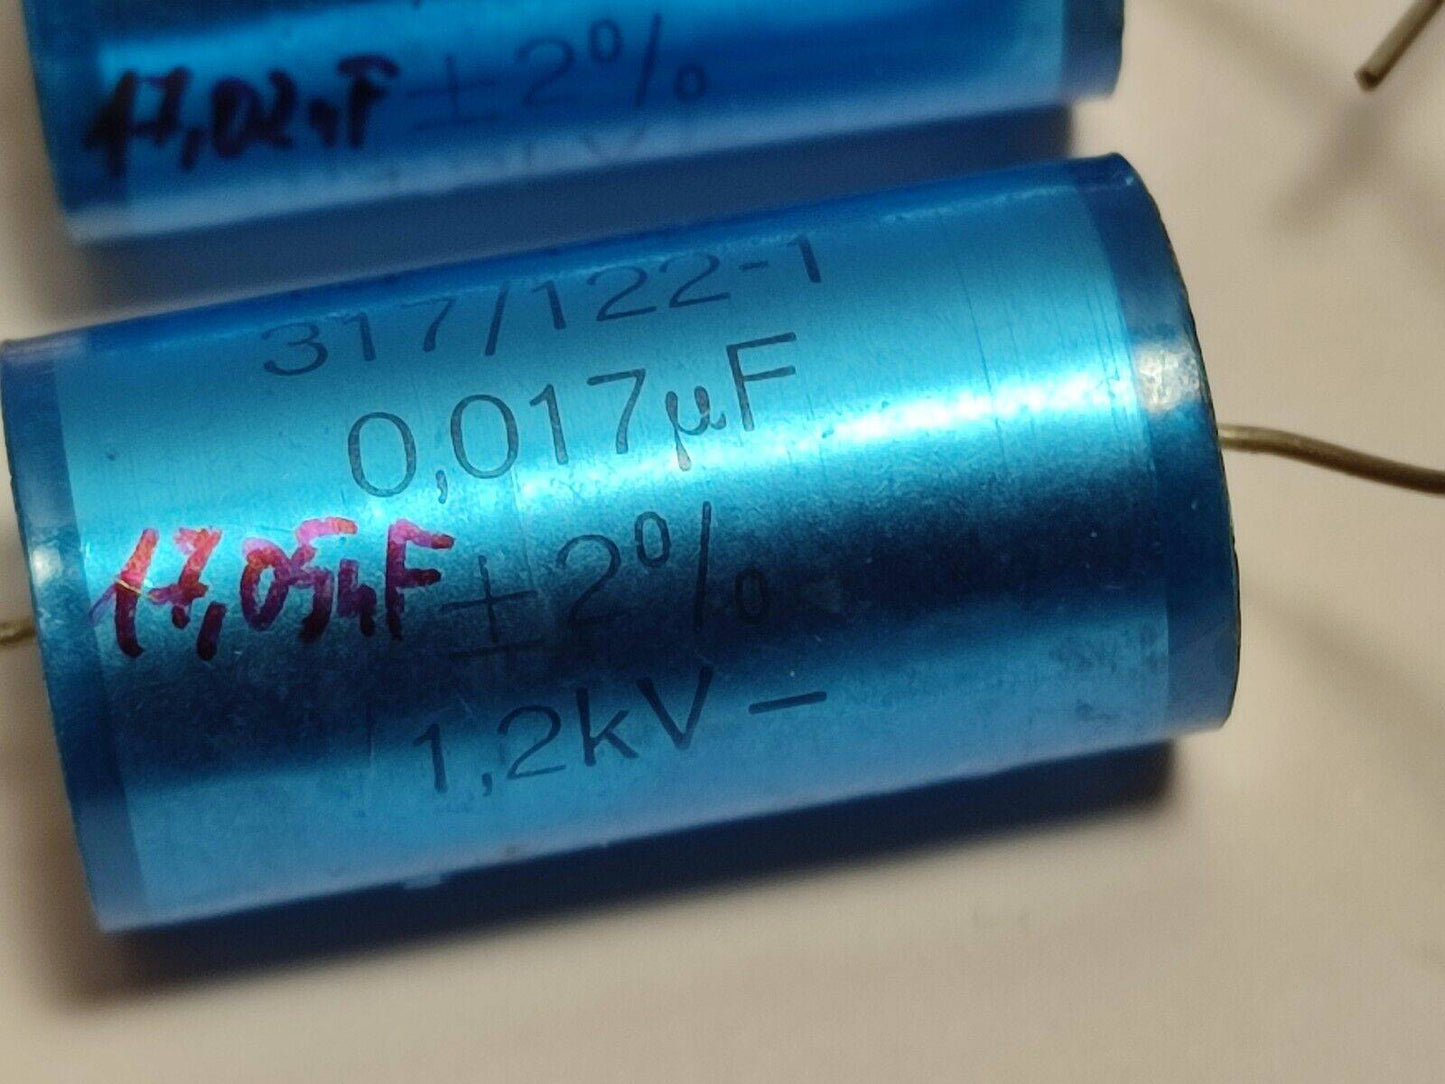 17,02nF ±2%
317/122-1
0,017µF
17,05nF ±2%
1,2kV –